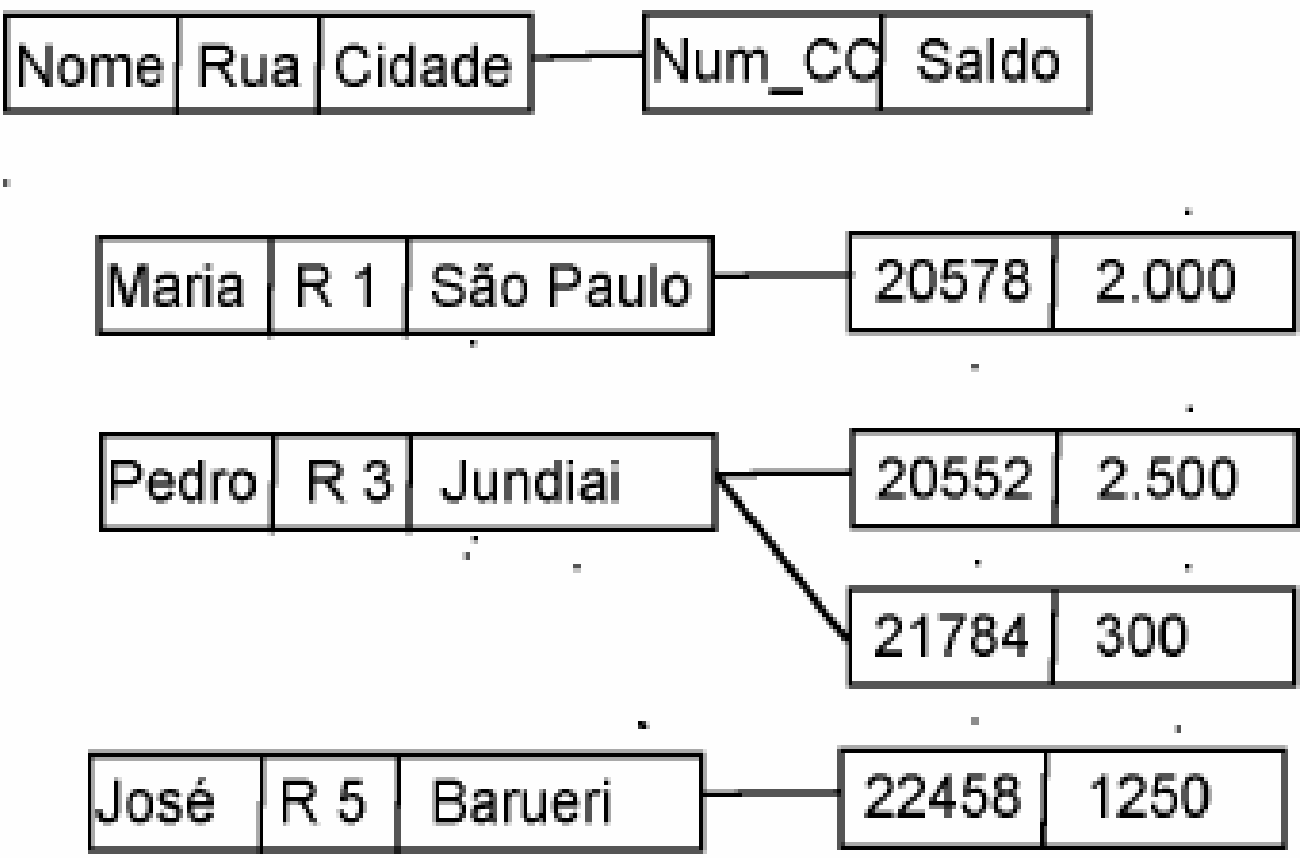 Nome Rua Cidade Num_CC Saldo
Maria R 1 São Paulo 20578 2.000
Pedro R 3 Jundiai 20552 2.500
21784 300
José R 5 Barueri 22458 1250